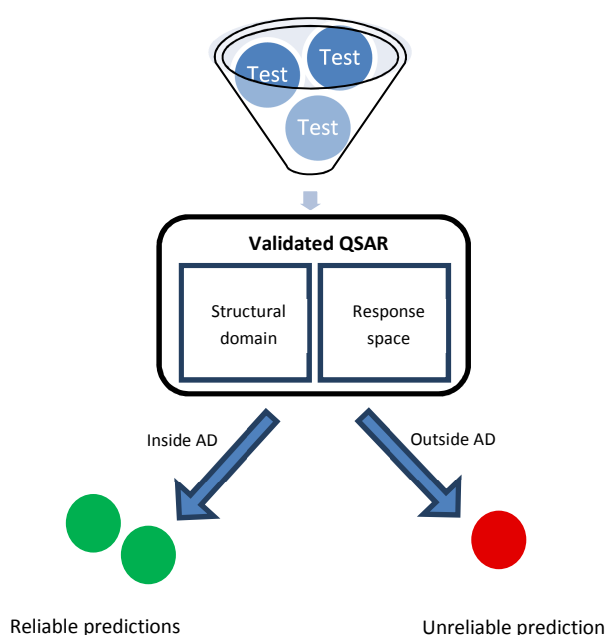 Test
Test
Test
Validated QSAR
Structural
domain
Response
space
Inside AD
Outside AD
Reliable predictions
Unreliable prediction